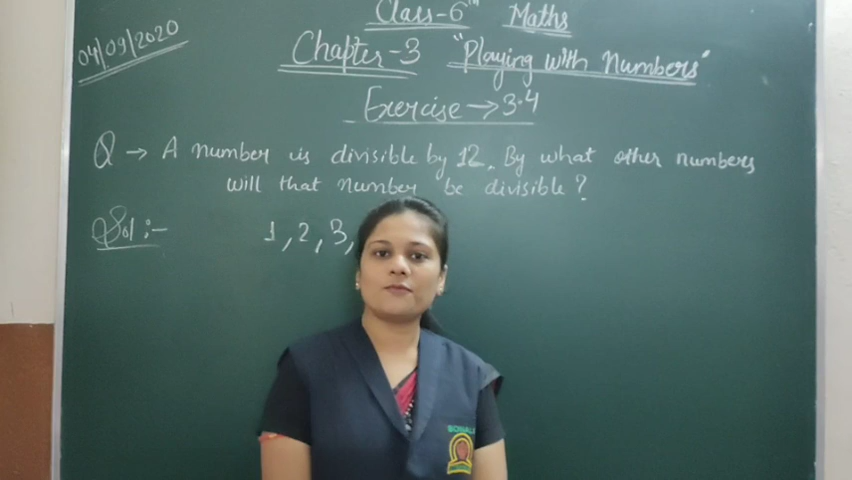 Class-6th Maths
04/09/2020
Chapter-3 "Playing with Numbers"
Exercise → 3.4
Q → A number is divisible by 12. By what other numbers
will that number be divisible?
Sol :- 1, 2, 3,